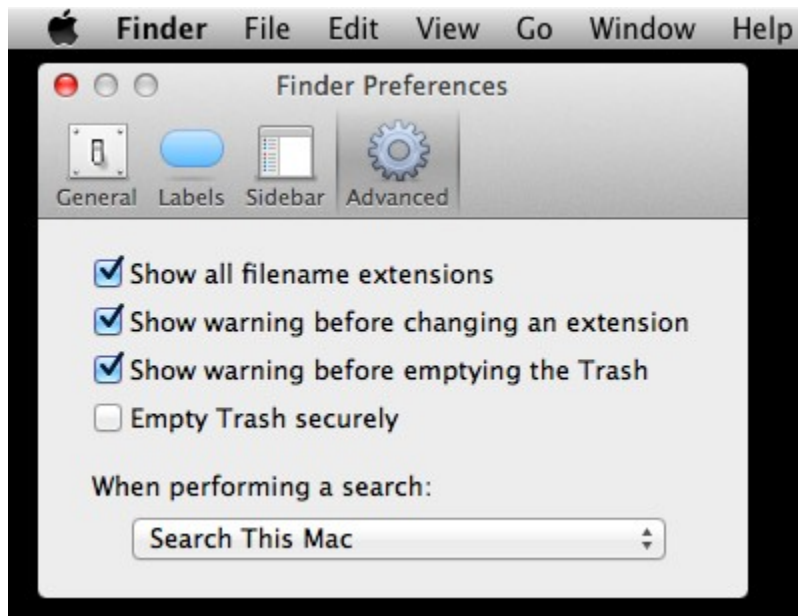 Finder File Edit View Go Window Help
Finder Preferences
General Labels Sidebar Advanced
Show all filename extensions
Show warning before changing an extension
Show warning before emptying the Trash
Empty Trash securely
When performing a search:
Search This Mac